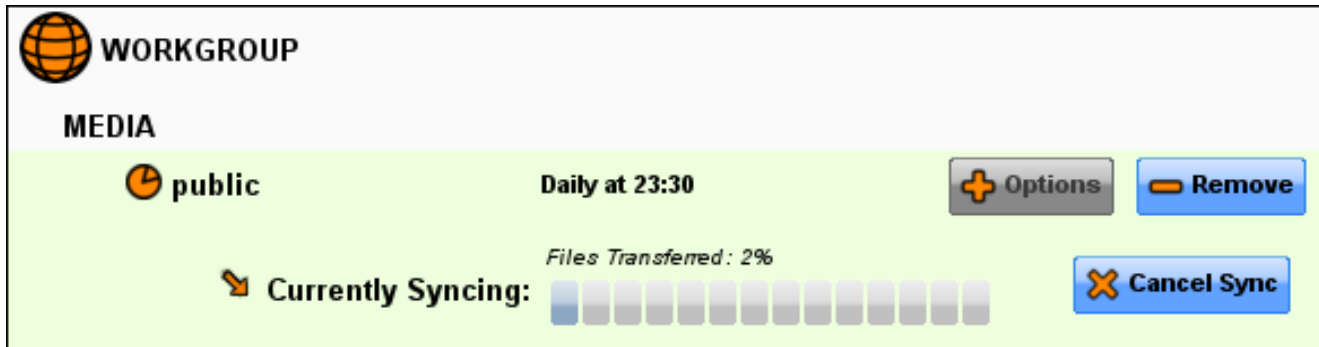 WORKGROUP
MEDIA
public Daily at 23:30 Options Remove
Files Transferred: 2%
Currently Syncing: Cancel Sync